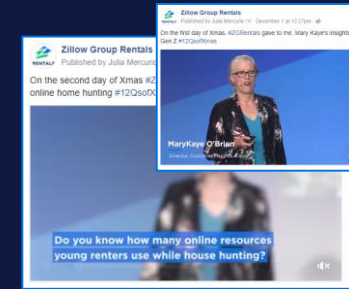 Zillow Group Rentals
Published by Julia Mercurio
On the second day of Xmas #Z
online home hunting #12QsofX
Do you know how many online resources
young renters use while house hunting?
Zillow Group Rentals
Published by Julia Mercurio · December 1 at 12:27pm
On the first day of Xmas, #ZGRentals gave to me, Mary Kaye's insights
Gen Z #12QsofXmas
MaryKaye O'Brien
Director,